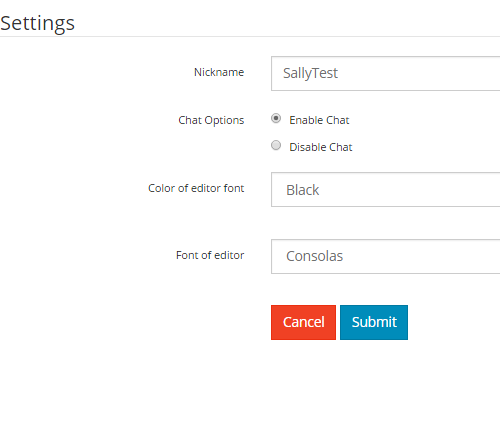 Settings
Nickname SallyTest
Chat Options Enable Chat
Disable Chat
Color of editor font Black
Font of editor Consolas
Cancel Submit